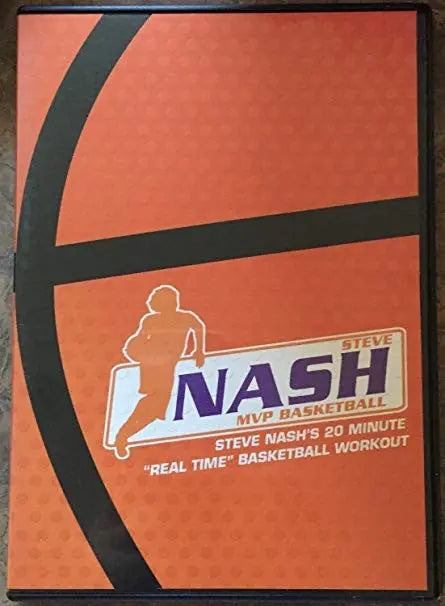 STEVE
NASH
MVP BASKETBALL
STEVE NASH'S 20 MINUTE
"REAL TIME" BASKETBALL WORKOUT